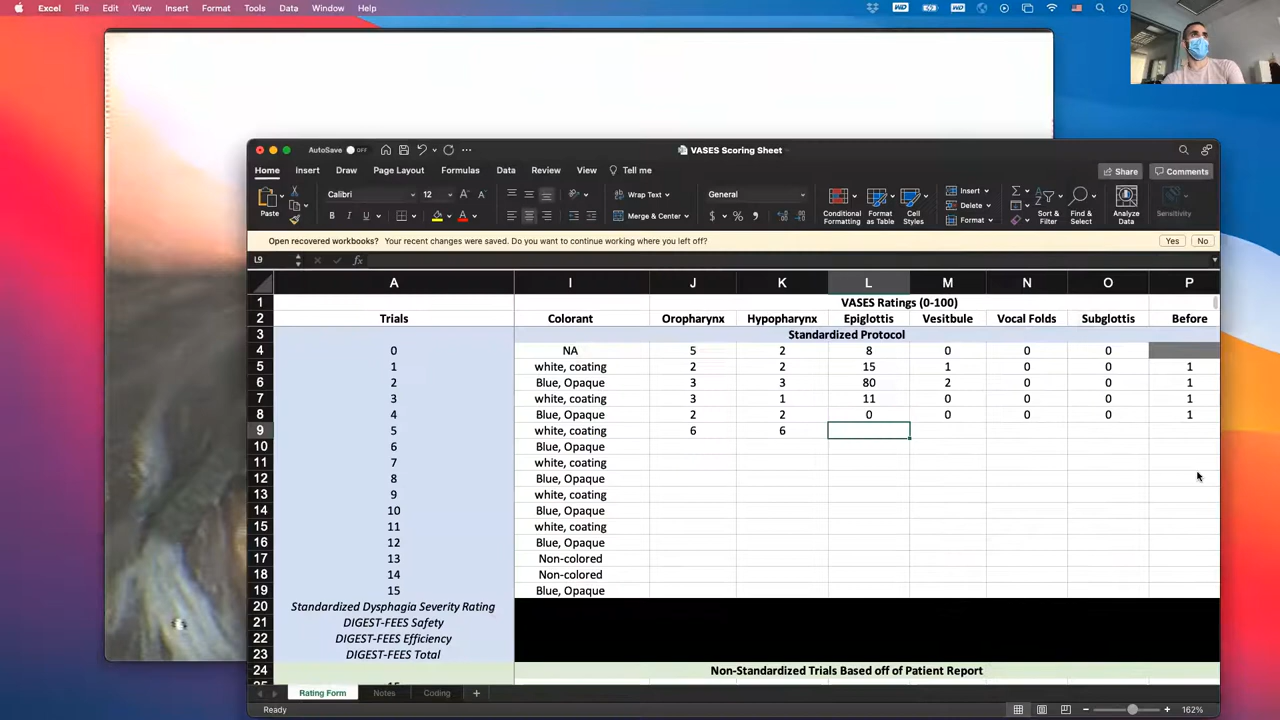 Excel File Edit View Insert Format Tools Data Window Help
AutoSave OFF VASES Scoring Sheet
Home Insert Draw Page Layout Formulas Data Review View Tell me Share Comments
Paste Calibri 12 Wrap Text General Conditional Formatting Format as Table Cell Styles Insert Sort & Filter Find & Select Analyze Data Sensitivity
Delete
B I U Merge & Center $ % Format
Open recovered workbooks? Your recent changes were saved. Do you want to continue working where you left off? Yes No
L9 fx
A I J K L M N O P
1 VASES Ratings (0-100)
2 Trials Colorant Oropharynx Hypopharynx Epiglottis Vesitbule Vocal Folds Subglottis Before
3 Standardized Protocol
4 0 NA 5 2 8 0 0 0
5 1 white, coating 2 2 15 1 0 0 1
6 2 Blue, Opaque 3 3 80 2 0 0 1
7 3 white, coating 3 1 11 0 0 0 1
8 4 Blue, Opaque 2 2 0 0 0 0 1
9 5 white, coating 6 6
10 6 Blue, Opaque
11 7 white, coating
12 8 Blue, Opaque
13 9 white, coating
14 10 Blue, Opaque
15 11 white, coating
16 12 Blue, Opaque
17 13 Non-colored
18 14 Non-colored
19 15 Blue, Opaque
20 Standardized Dysphagia Severity Rating
21 DIGEST-FEES Safety
22 DIGEST-FEES Efficiency
23 DIGEST-FEES Total
24 Non-Standardized Trials Based off of Patient Report
Rating Form Notes Coding
Ready 162%